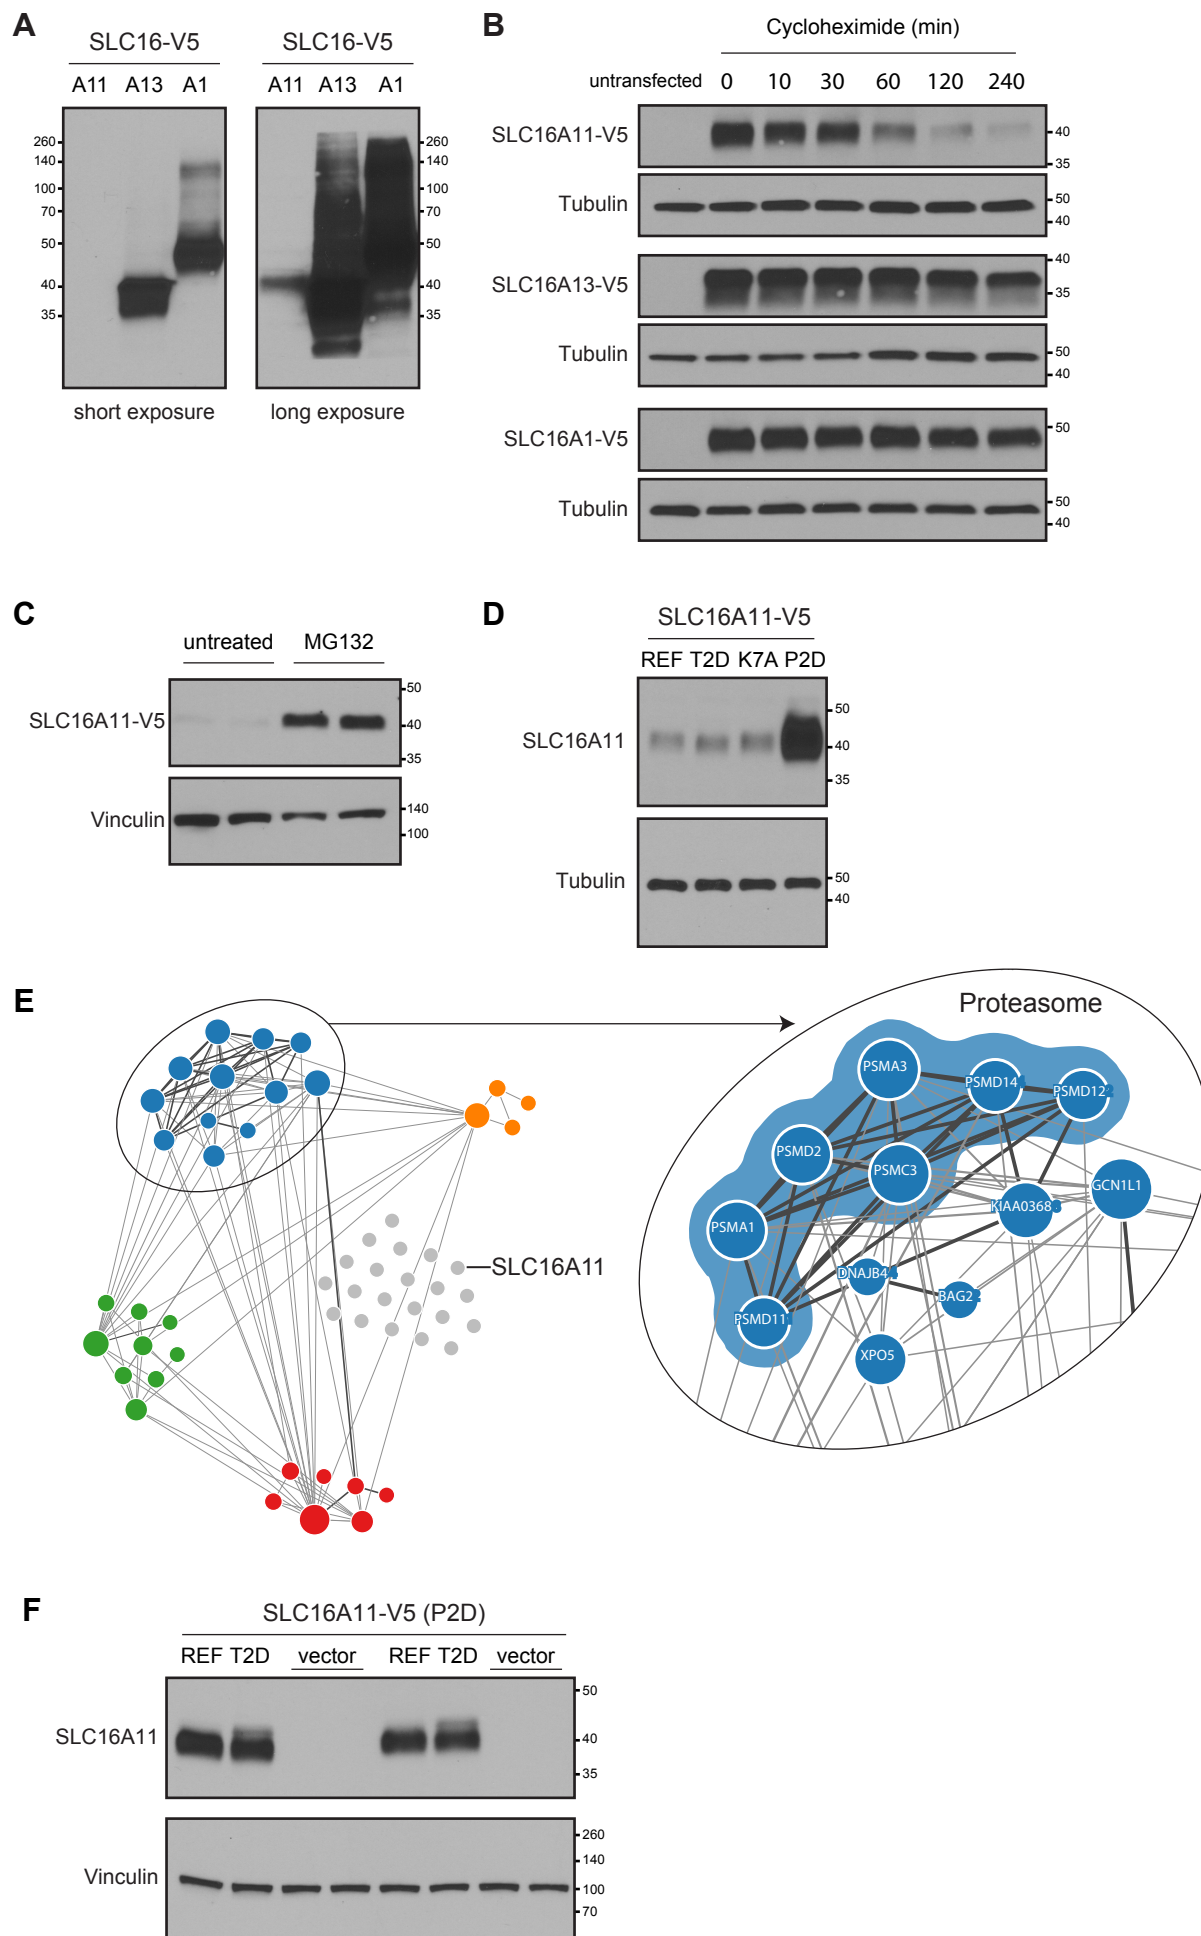 A
SLC16-V5
SLC16-V5
A11 A13 A1
A11 A13 A1
260
140
100
70
50
40
35
260
140
100
70
50
40
35
short exposure
long exposure
B
Cycloheximide (min)
untransfected 0 10 30 60 120 240
SLC16A11-V5
40
35
Tubulin
50
40
SLC16A13-V5
40
35
Tubulin
50
40
SLC16A1-V5
50
Tubulin
50
40
C
untreated MG132
SLC16A11-V5
50
40
35
Vinculin
140
100
D
SLC16A11-V5
REF T2D K7A P2D
SLC16A11
50
40
35
Tubulin
50
40
E
SLC16A11
Proteasome
PSMA3
PSMD14
PSMD12
PSMD2
PSMC3
GCN1L1
KIAA0368
PSMA1
DNAJB4
BAG2
PSMD11
XPO5
F
SLC16A11-V5 (P2D)
REF T2D vector REF T2D vector
SLC16A11
50
40
35
Vinculin
260
140
100
70